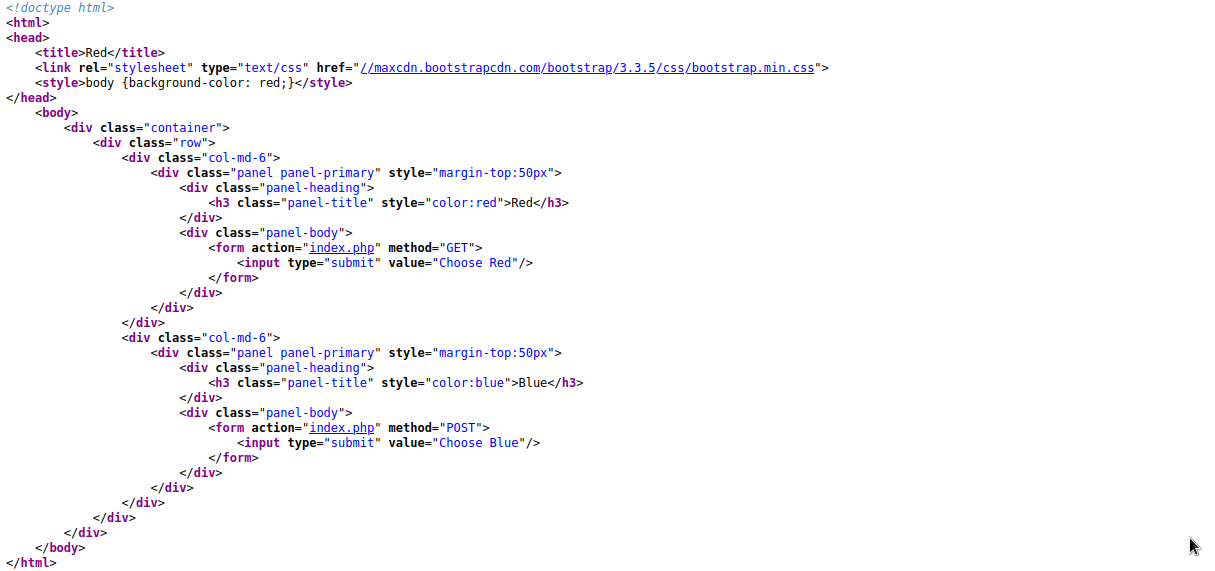 <!doctype html>
<html>
<head>
    <title>Red</title>
    <link rel="stylesheet" type="text/css" href="//maxcdn.bootstrapcdn.com/bootstrap/3.3.5/css/bootstrap.min.css">
    <style>body {background-color: red;}</style>
</head>
    <body>
        <div class="container">
            <div class="row">
                <div class="col-md-6">
                    <div class="panel panel-primary" style="margin-top:50px">
                        <div class="panel-heading">
                            <h3 class="panel-title" style="color:red">Red</h3>
                        </div>
                        <div class="panel-body">
                            <form action="index.php" method="GET">
                                <input type="submit" value="Choose Red"/>
                            </form>
                        </div>
                    </div>
                </div>
                <div class="col-md-6">
                    <div class="panel panel-primary" style="margin-top:50px">
                        <div class="panel-heading">
                            <h3 class="panel-title" style="color:blue">Blue</h3>
                        </div>
                        <div class="panel-body">
                            <form action="index.php" method="POST">
                                <input type="submit" value="Choose Blue"/>
                            </form>
                        </div>
                    </div>
                </div>
            </div>
        </div>
    </body>
</html>